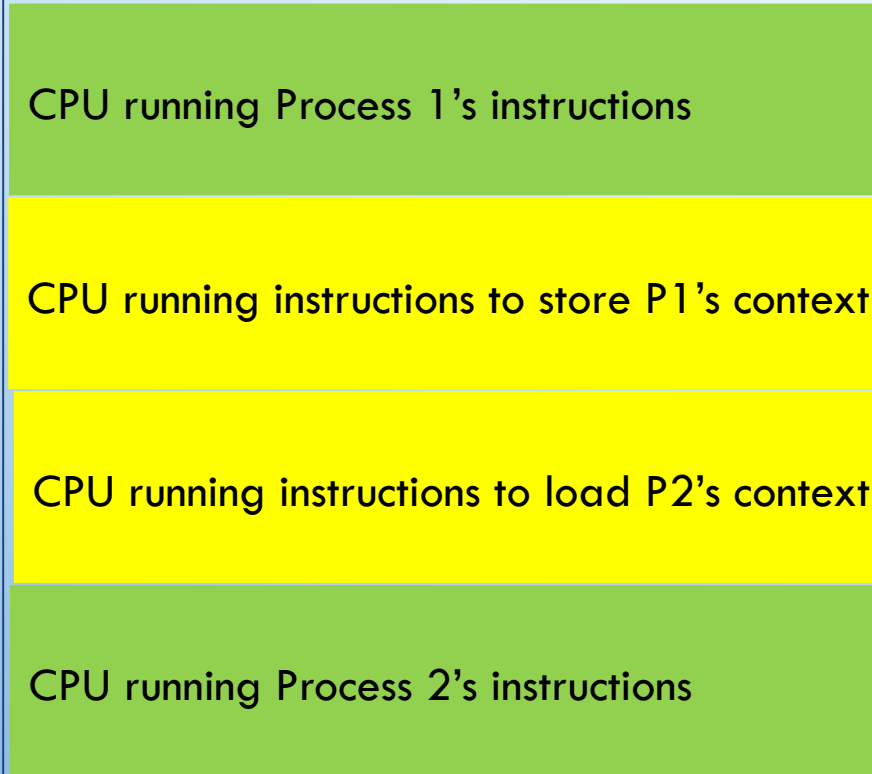 CPU running Process 1’s instructions
CPU running instructions to store P1’s context
CPU running instructions to load P2’s context
CPU running Process 2’s instructions